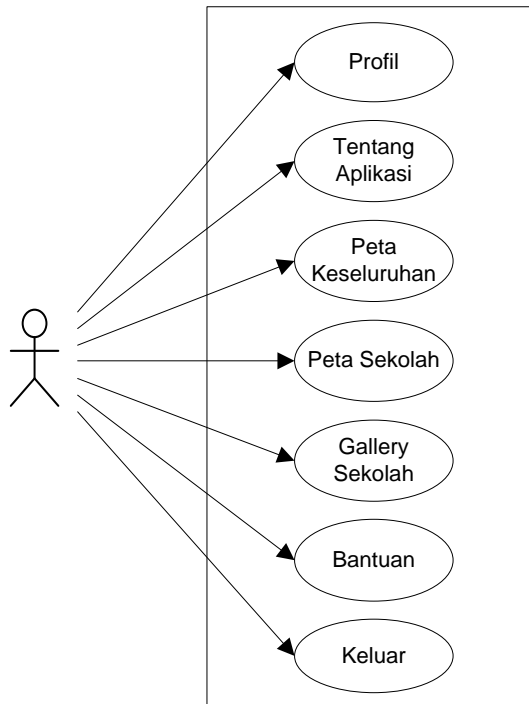 Profil
Tentang
Aplikasi
Peta
Keseluruhan
Peta Sekolah
Gallery
Sekolah
Bantuan
Keluar